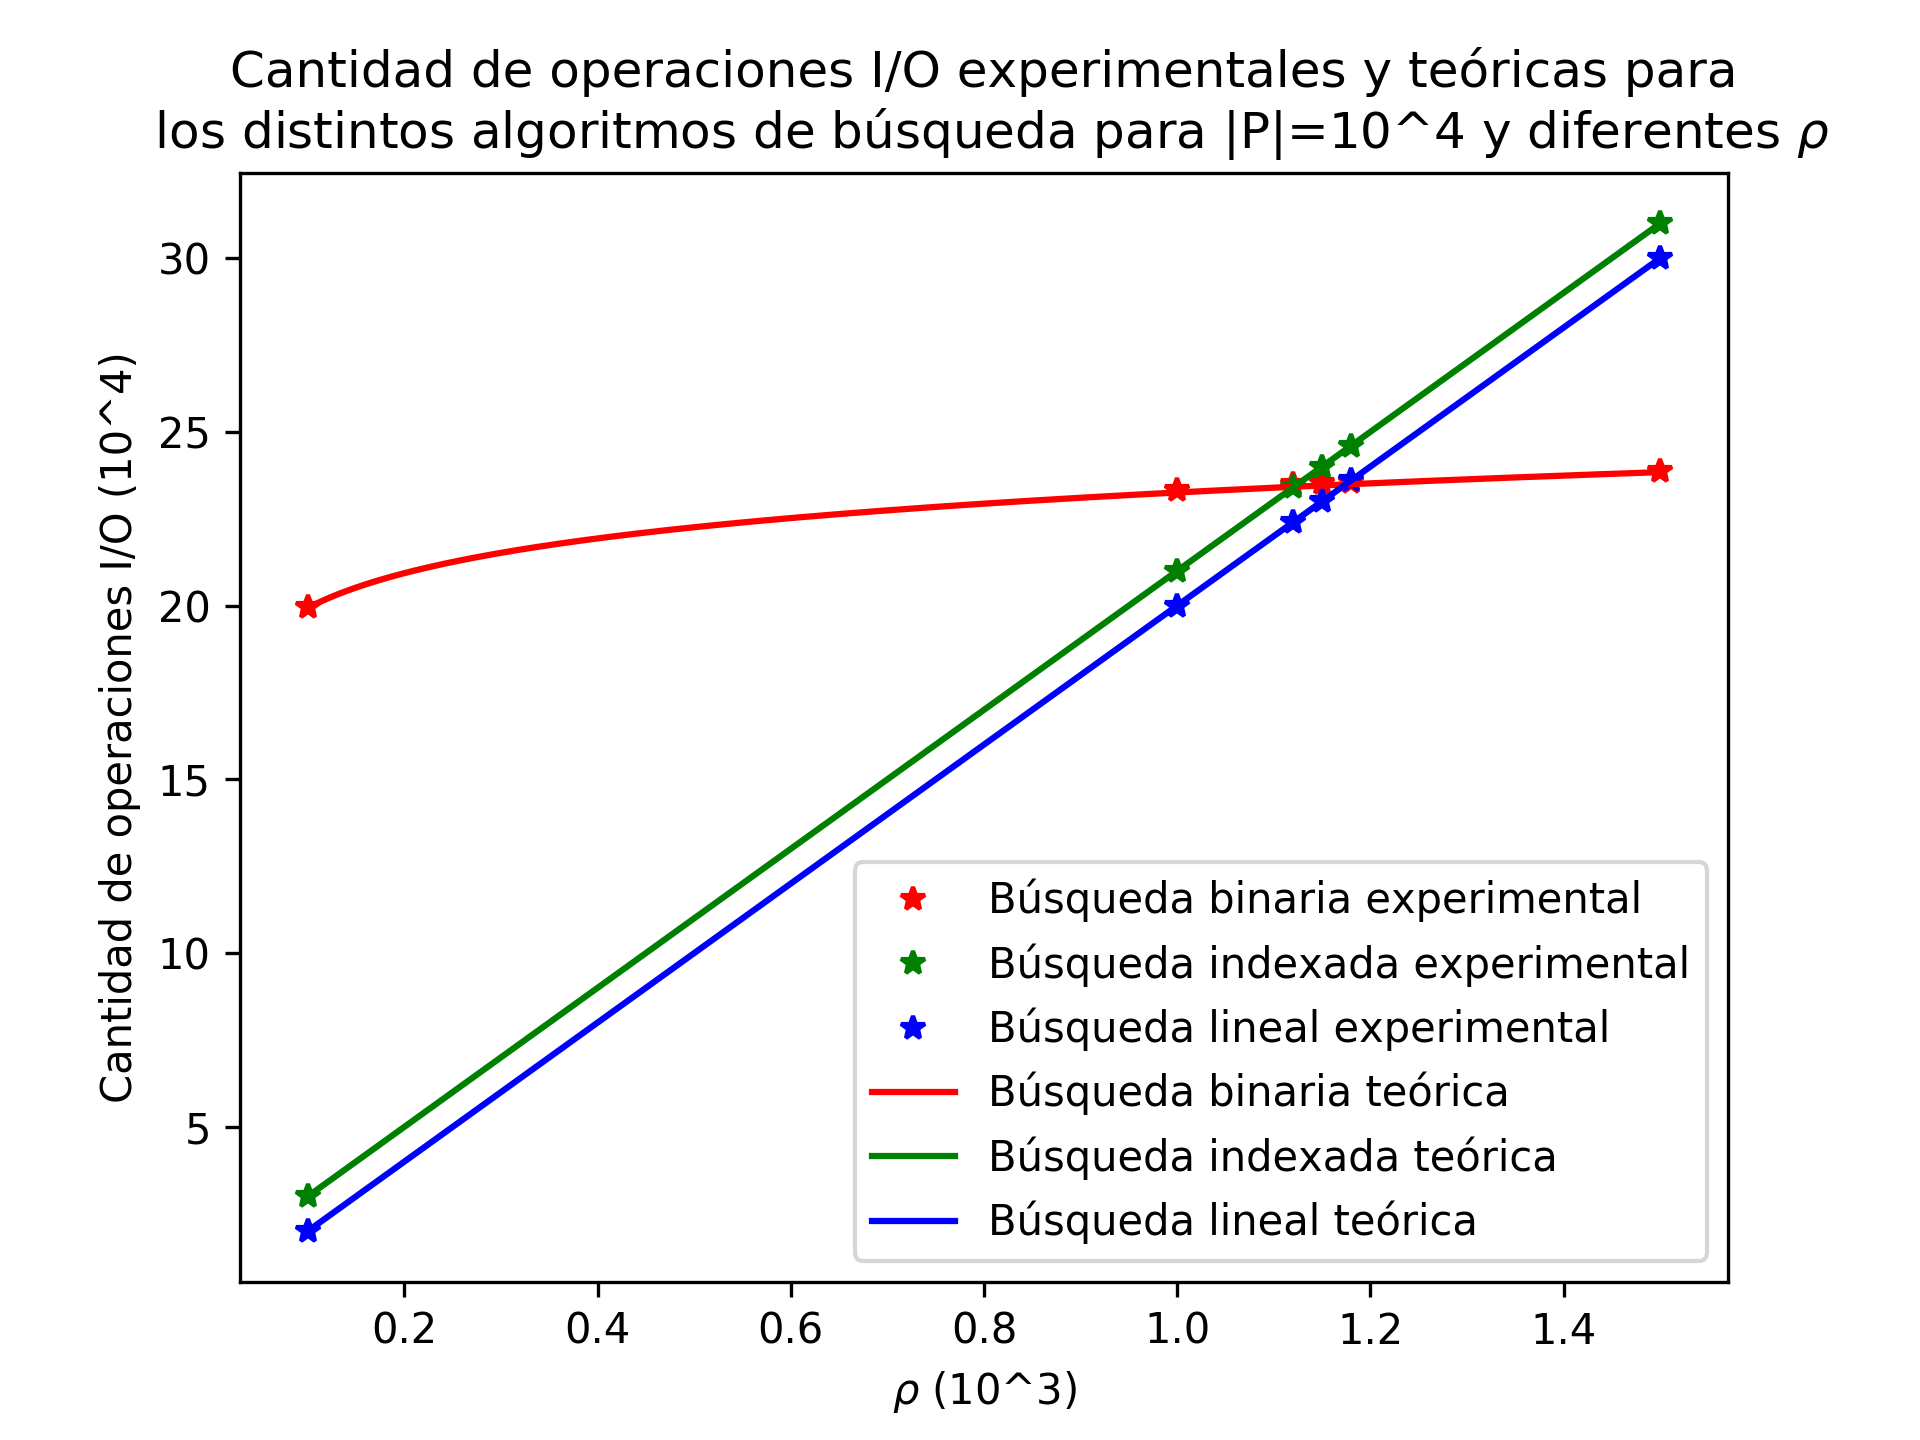 Cantidad de operaciones I/O experimentales y teóricas para
los distintos algoritmos de búsqueda para |P|=10^4 y diferentes ρ
Cantidad de operaciones I/O (10^4)
30
25
20
15
10
5
Búsqueda binaria experimental
Búsqueda indexada experimental
Búsqueda lineal experimental
Búsqueda binaria teórica
Búsqueda indexada teórica
Búsqueda lineal teórica
0.2 0.4 0.6 0.8 1.0 1.2 1.4
ρ (10^3)